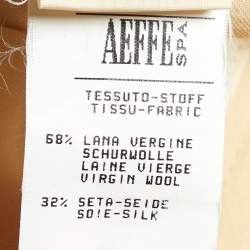 AEFFE SPA
TESSUTO-STOFF
TISSU-FABRIC
68% LANA VERGINE
SCHURWOLLE
LAINE VIERGE
VIRGIN WOOL
32% SETA-SEIDE
SOIE-SILK